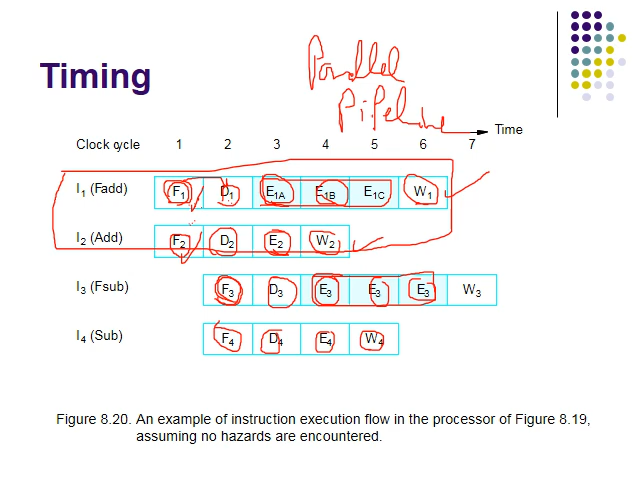 Timing
Parallel
Pipeline
Time
Clock cycle 1 2 3 4 5 6 7
I₁ (Fadd) F₁ D₁ E₁A E₁B E₁C W₁
I₂ (Add) F₂ D₂ E₂ W₂
I₃ (Fsub) F₃ D₃ E₃ E₃ E₃ W₃
I₄ (Sub) F₄ D₄ E₄ W₄
Figure 8.20. An example of instruction execution flow in the processor of Figure 8.19,
assuming no hazards are encountered.